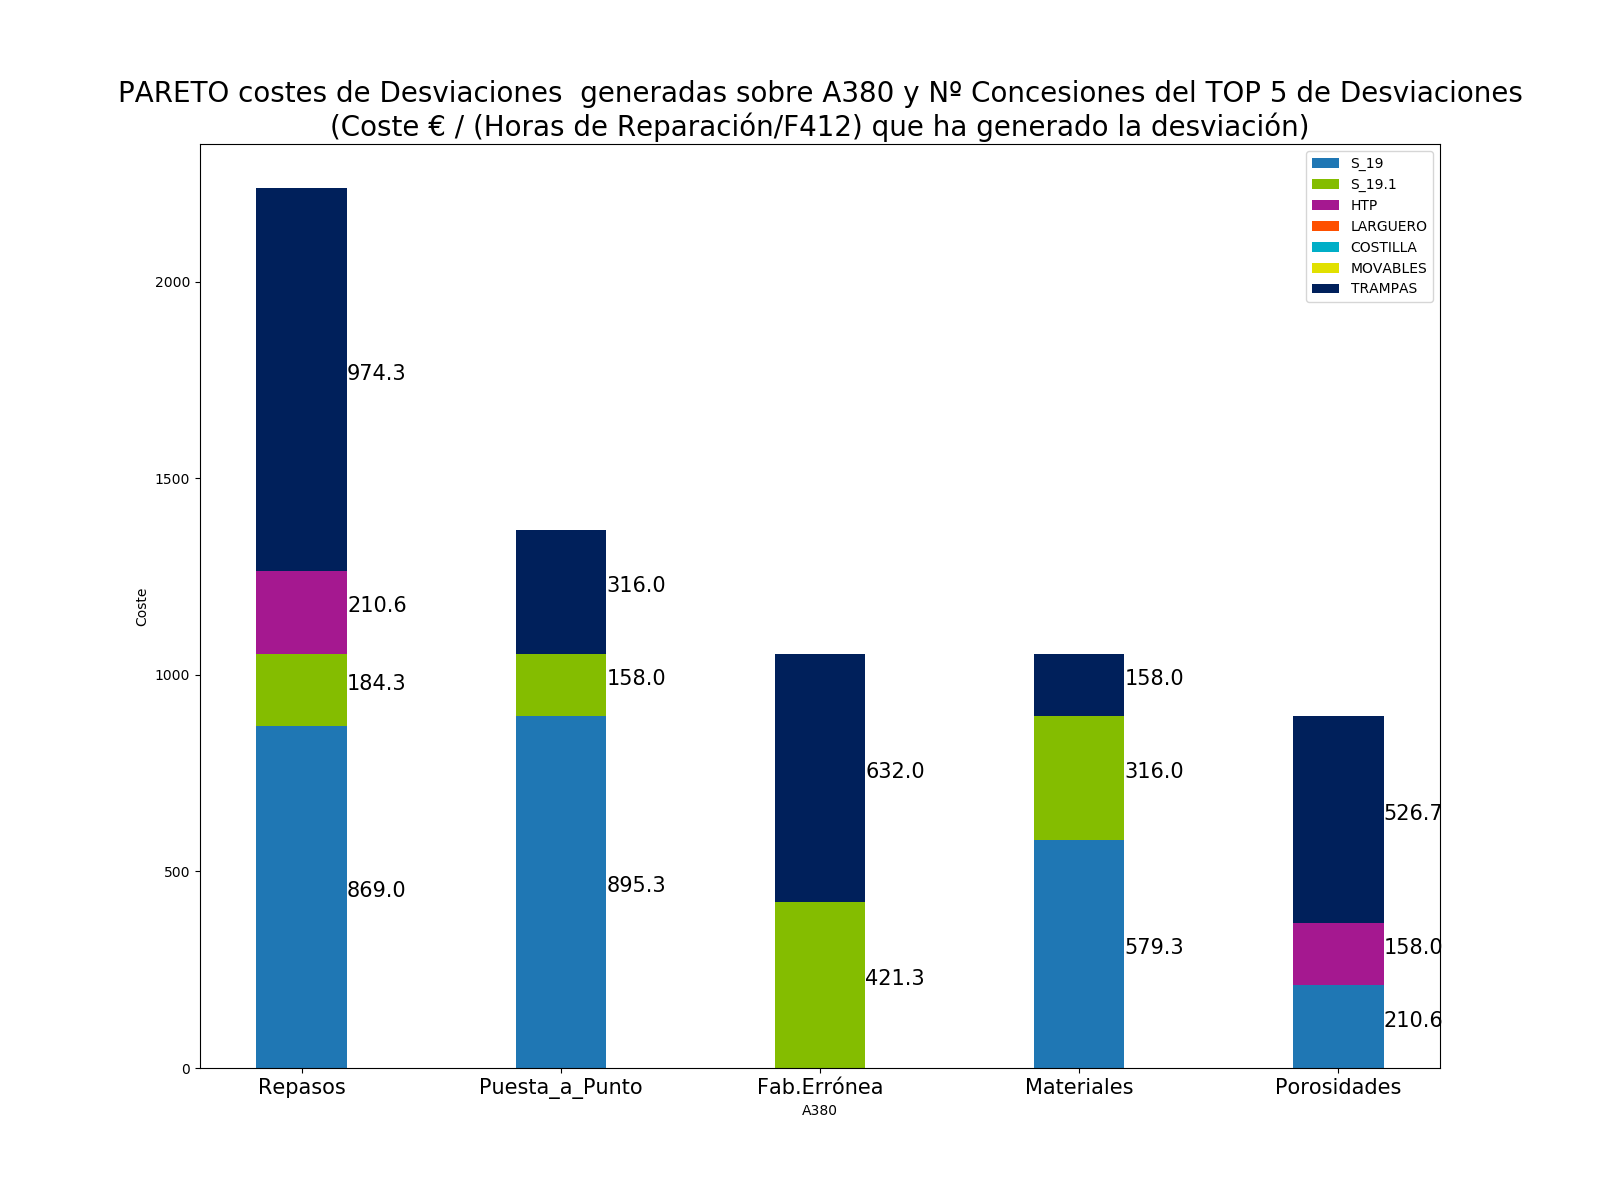 PARETO costes de Desviaciones  generadas sobre A380 y Nº Concesiones del TOP 5 de Desviaciones
(Coste € / (Horas de Reparación/F412) que ha generado la desviación)
S_19
S_19.1
HTP
LARGUERO
COSTILLA
MOVABLES
TRAMPAS
2000
1500
1000
500
0
Coste
974.3
210.6
184.3
869.0
316.0
158.0
895.3
632.0
421.3
158.0
316.0
579.3
526.7
158.0
210.6
Repasos
Puesta_a_Punto
Fab.Errónea
Materiales
Porosidades
A380